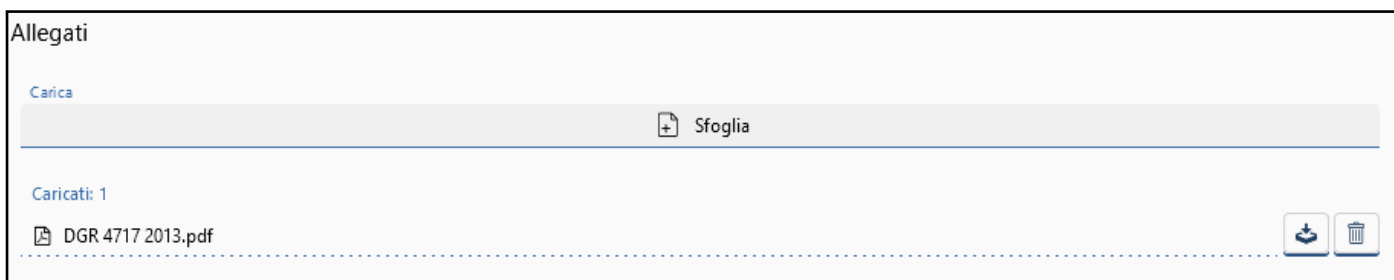 Allegati
Carica
Sfoglia
Caricati: 1
DGR 4717 2013.pdf